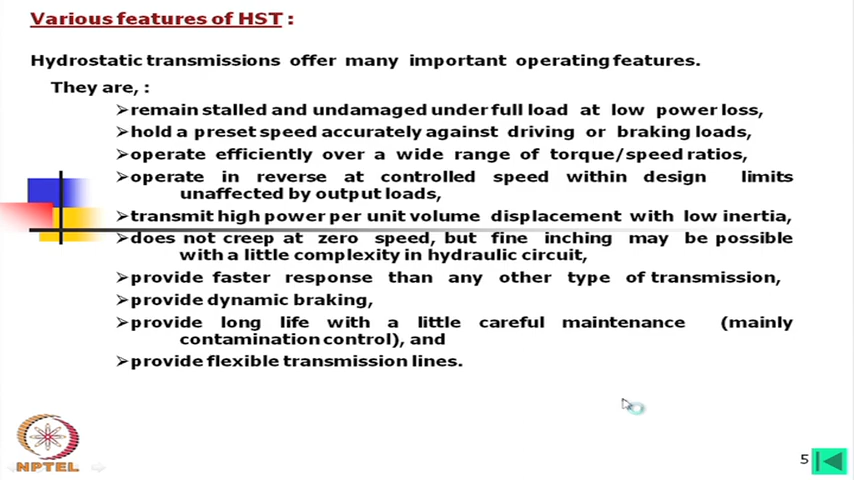 Various features of HST :
Hydrostatic transmissions offer many important operating features.
They are, :
➢remain stalled and undamaged under full load at low power loss,
➢hold a preset speed accurately against driving or braking loads,
➢operate efficiently over a wide range of torque/speed ratios,
➢operate in reverse at controlled speed within design limits
unaffected by output loads,
➢transmit high power per unit volume displacement with low inertia,
➢does not creep at zero speed, but fine inching may be possible
with a little complexity in hydraulic circuit,
➢provide faster response than any other type of transmission,
➢provide dynamic braking,
➢provide long life with a little careful maintenance (mainly
contamination control), and
➢provide flexible transmission lines.
NPTEL
5